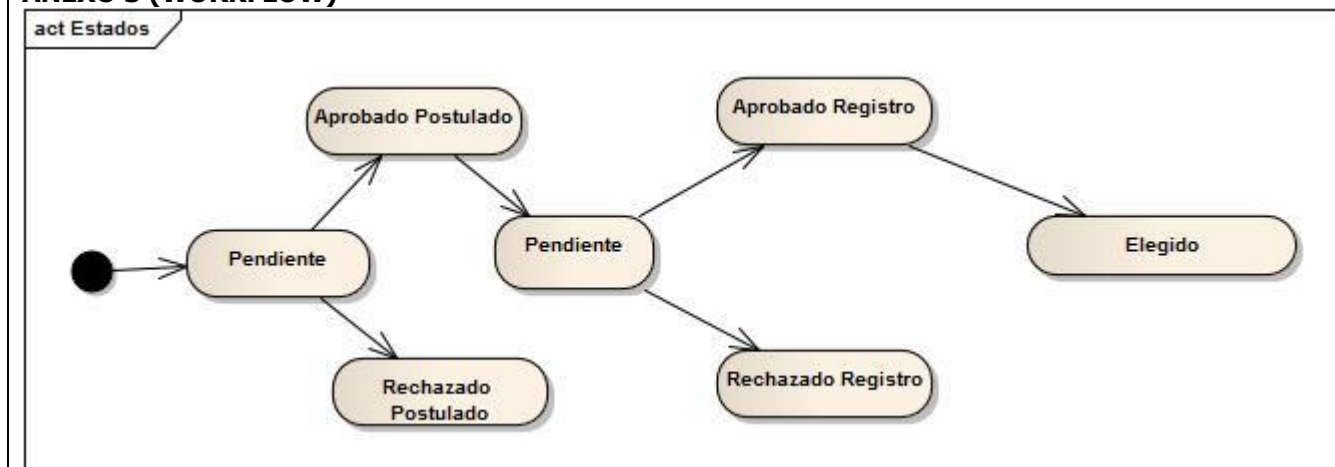 act Estados
Aprobado Postulado
Aprobado Registro
Pendiente
Pendiente
Elegido
Rechazado
Postulado
Rechazado Registro